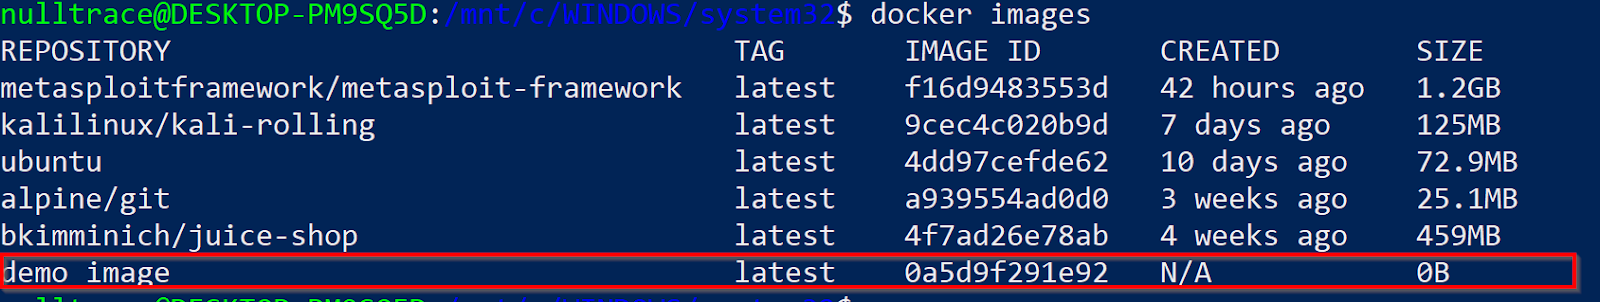 nulltrace@DESKTOP-PM9SQ5D:/mnt/c/WINDOWS/system32$ docker images
REPOSITORY TAG IMAGE ID CREATED SIZE
metasploitframework/metasploit-framework latest f16d9483553d 42 hours ago 1.2GB
kalilinux/kali-rolling latest 9cec4c020b9d 7 days ago 125MB
ubuntu latest 4dd97cefde62 10 days ago 72.9MB
alpine/git latest a939554ad0d0 3 weeks ago 25.1MB
bkimminich/juice-shop latest 4f7ad26e78ab 4 weeks ago 459MB
demo_image latest 0a5d9f291e92 N/A 0B